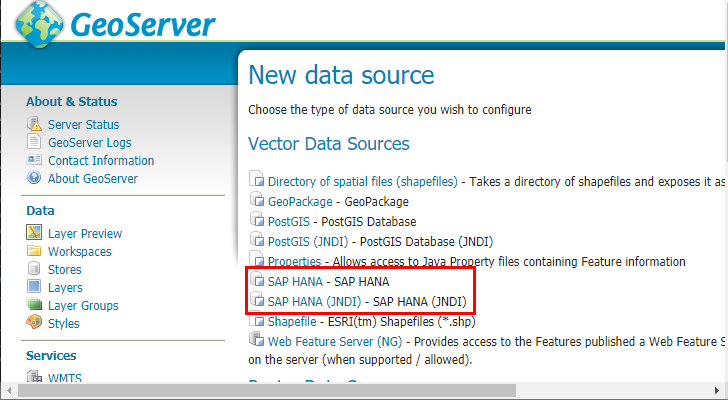 GeoServer
About & Status
Server Status
GeoServer Logs
Contact Information
About GeoServer
Data
Layer Preview
Workspaces
Stores
Layers
Layer Groups
Styles
Services
WMTS
New data source
Choose the type of data source you wish to configure
Vector Data Sources
Directory of spatial files (shapefiles) - Takes a directory of shapefiles and exposes it as
GeoPackage - GeoPackage
PostGIS - PostGIS Database
PostGIS (JNDI) - PostGIS Database (JNDI)
Properties - Allows access to Java Property files containing Feature information
SAP HANA - SAP HANA
SAP HANA (JNDI) - SAP HANA (JNDI)
Shapefile - ESRI(tm) Shapefiles (*.shp)
Web Feature Server (NG) - Provides access to the Features published a Web Feature S
on the server (when supported / allowed).